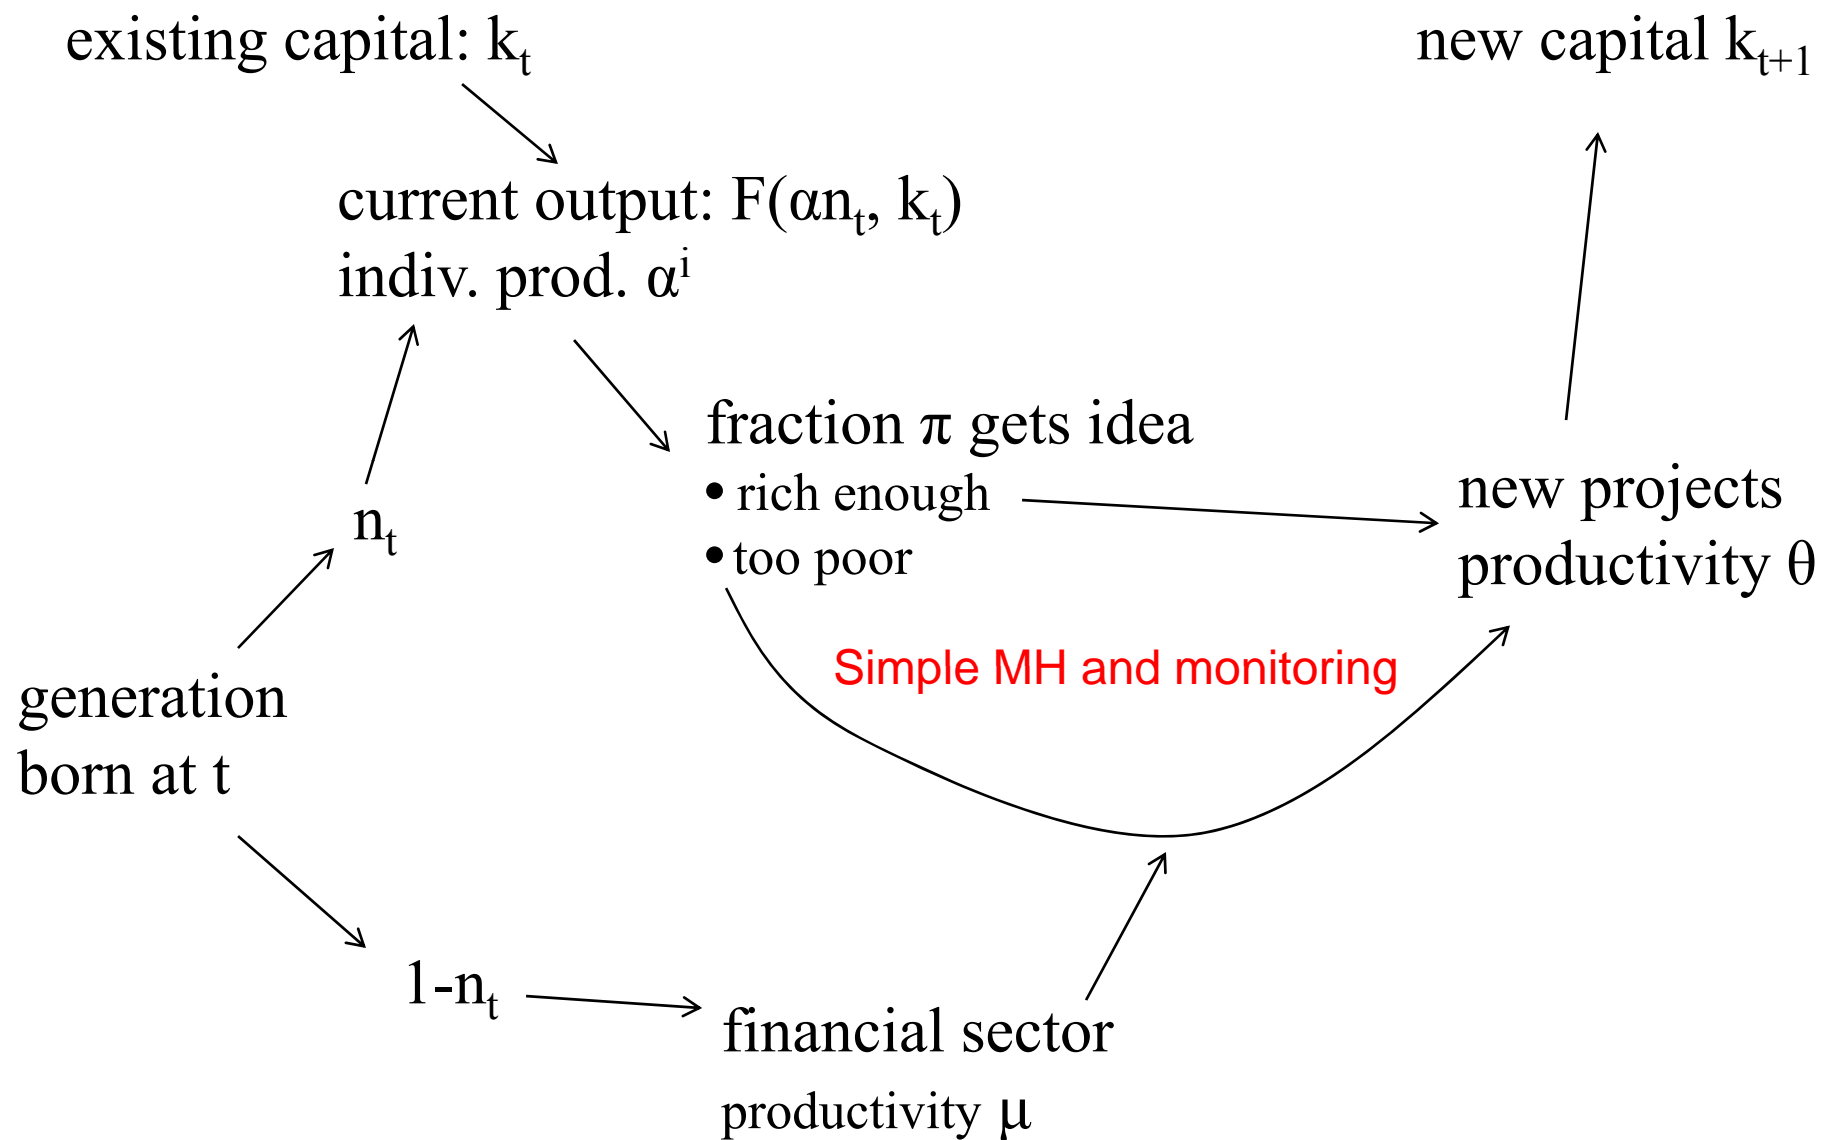 existing capital: kₜ
new capital kₜ₊₁
current output: F(αnₜ, kₜ)
indiv. prod. αⁱ
fraction π gets idea
• rich enough
• too poor
new projects
productivity θ
nₜ
Simple MH and monitoring
generation
born at t
1-nₜ
financial sector
productivity μ